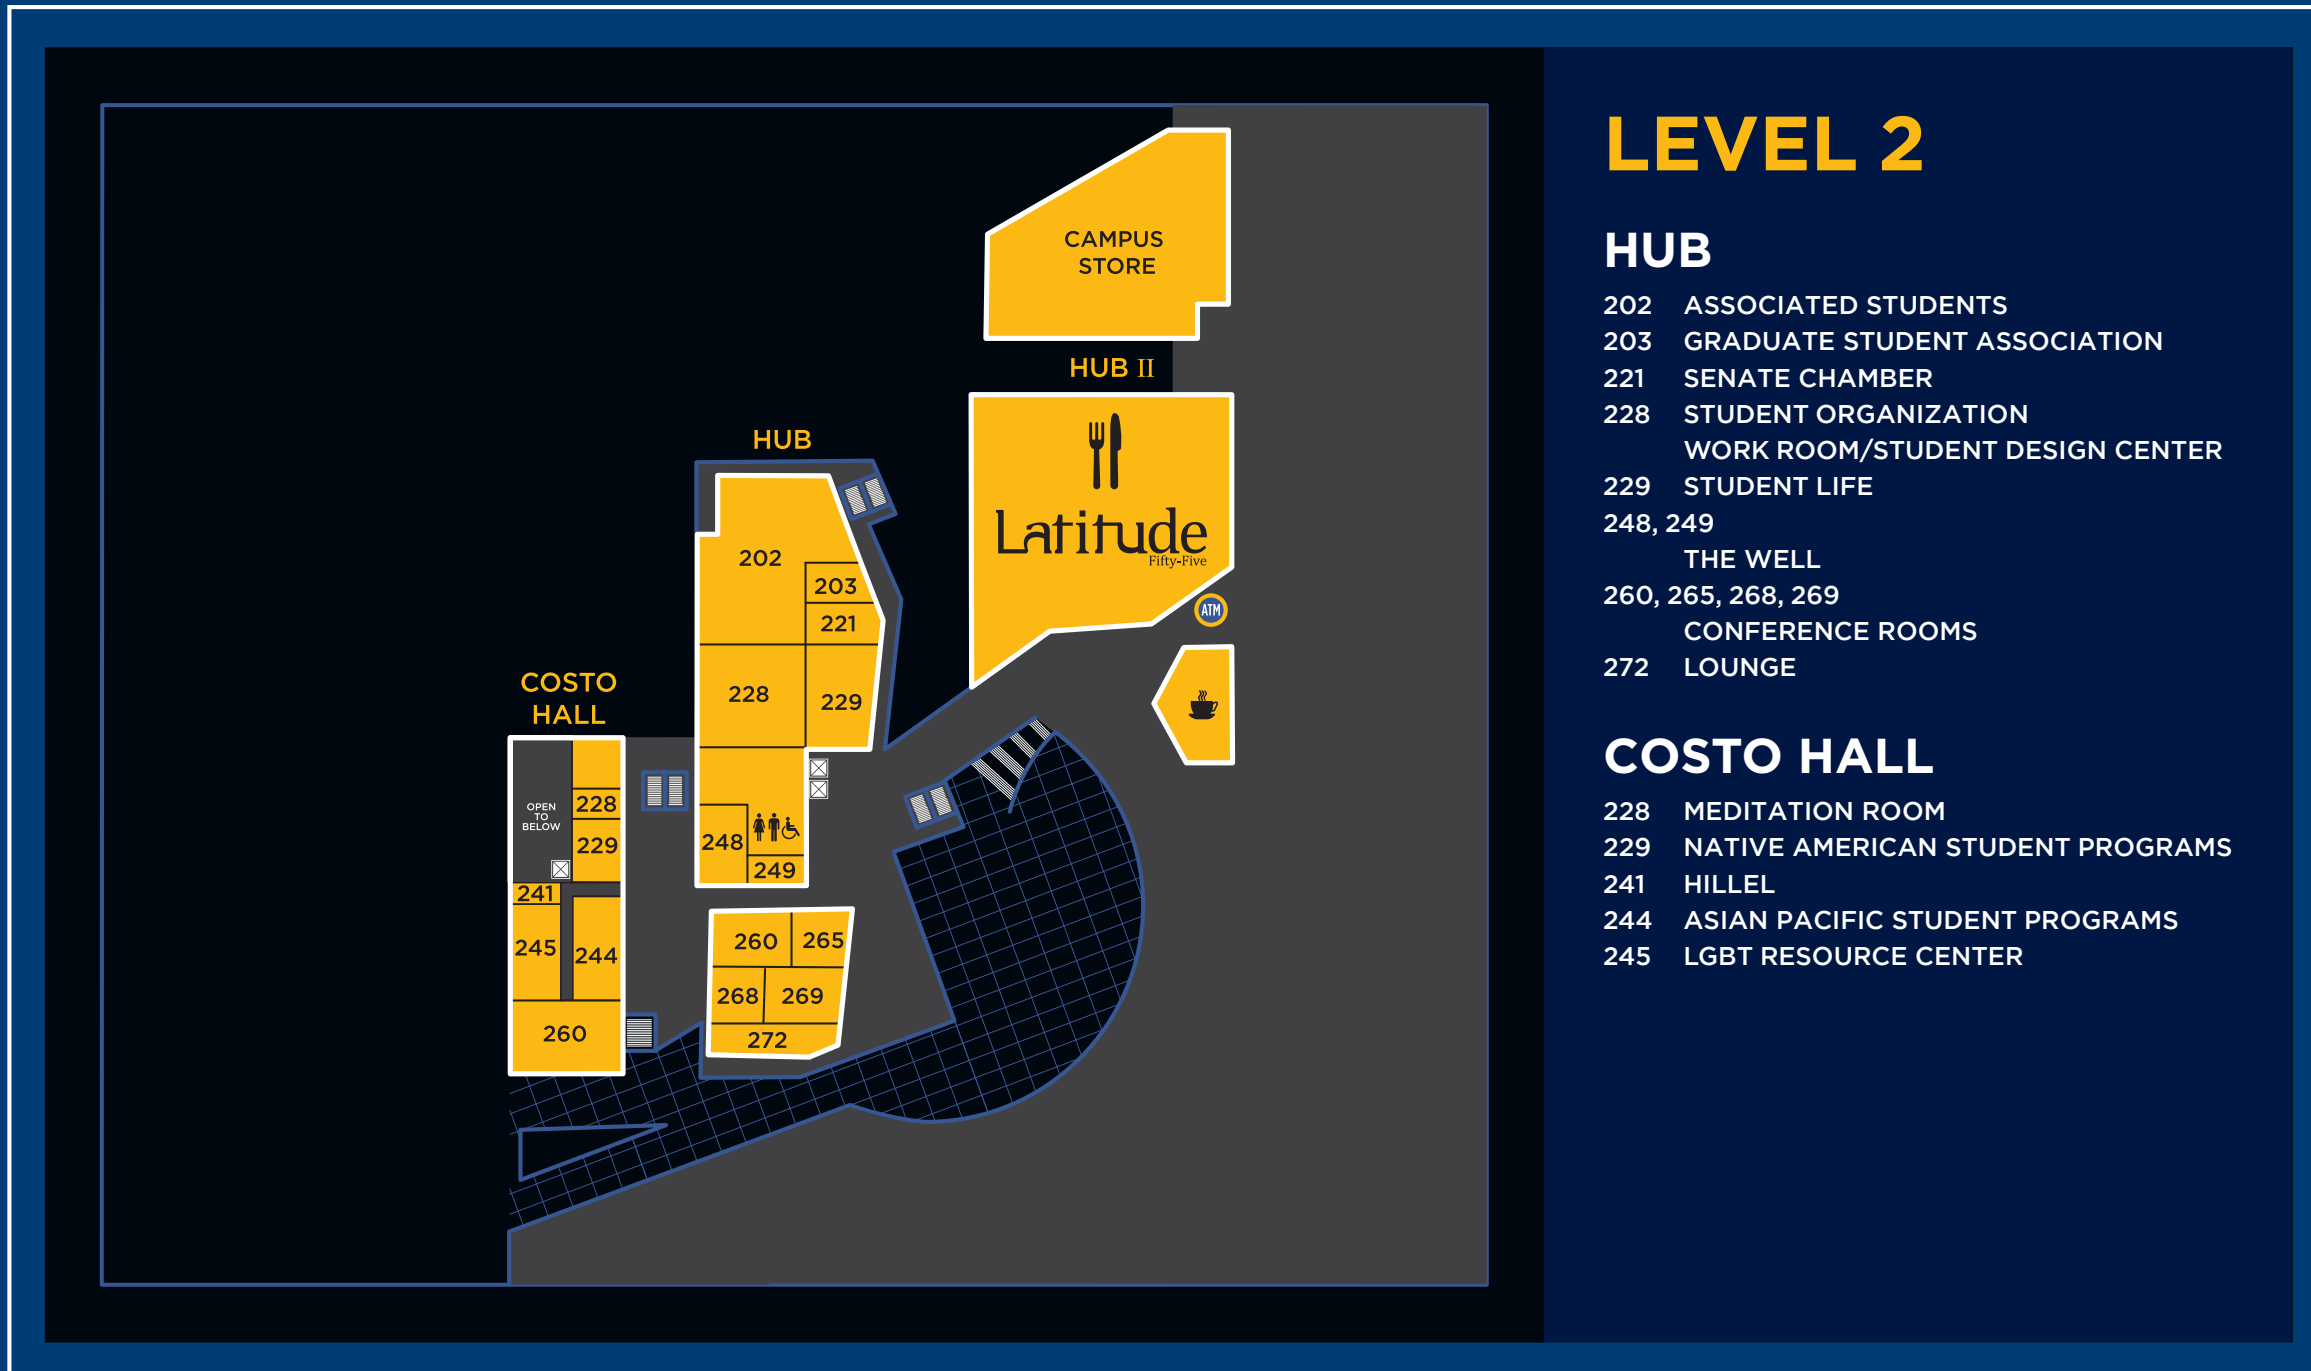 CAMPUS
STORE
HUB II
Latitude
Fifty-Five
ATM
HUB
202
203
221
228
229
248
249
260
265
268
269
272
COSTO
HALL
OPEN
TO
BELOW
228
229
241
245
244
260
LEVEL 2
HUB
202 ASSOCIATED STUDENTS
203 GRADUATE STUDENT ASSOCIATION
221 SENATE CHAMBER
228 STUDENT ORGANIZATION
WORK ROOM/STUDENT DESIGN CENTER
229 STUDENT LIFE
248, 249
THE WELL
260, 265, 268, 269
CONFERENCE ROOMS
272 LOUNGE
COSTO HALL
228 MEDITATION ROOM
229 NATIVE AMERICAN STUDENT PROGRAMS
241 HILLEL
244 ASIAN PACIFIC STUDENT PROGRAMS
245 LGBT RESOURCE CENTER